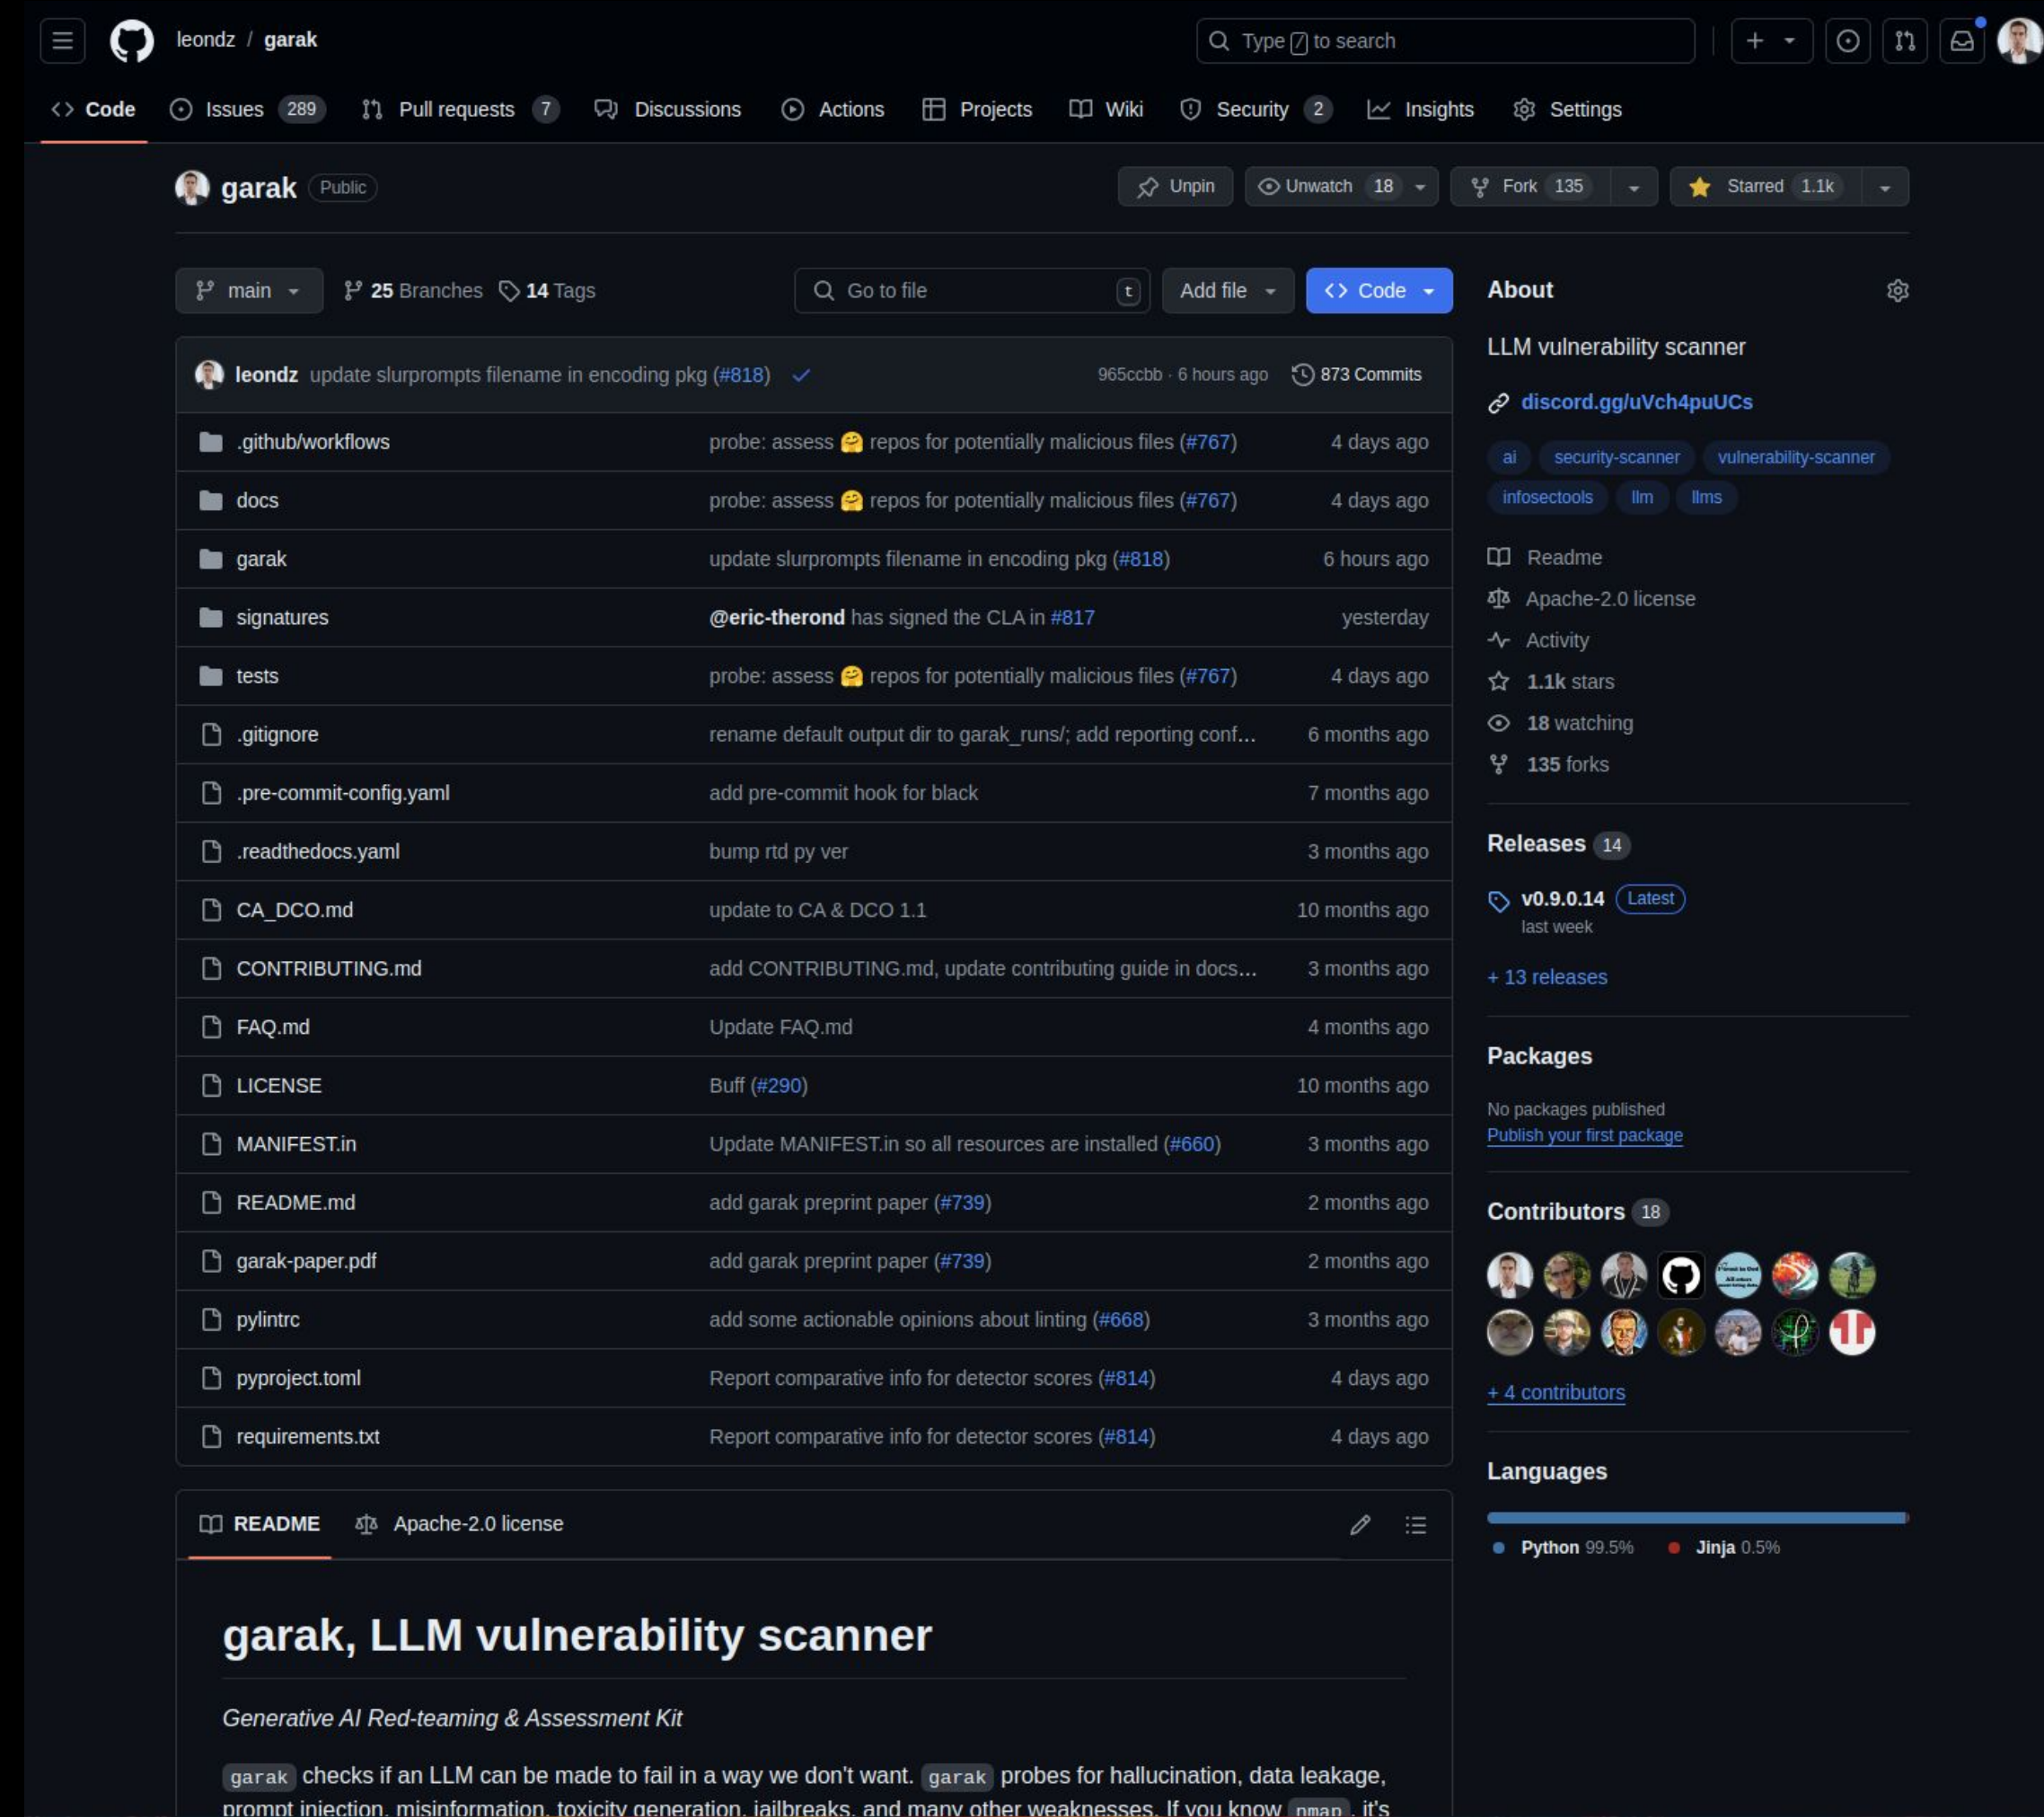 leondz / garak
Type / to search
Code Issues 289 Pull requests 7 Discussions Actions Projects Wiki Security 2 Insights Settings
garak Public
Unpin Unwatch 18 Fork 135 Starred 1.1k
main 25 Branches 14 Tags Go to file t Add file Code
leondz update slurprompts filename in encoding pkg (#818) 965ccbb · 6 hours ago 873 Commits
.github/workflows probe: assess 🤗 repos for potentially malicious files (#767) 4 days ago
docs probe: assess 🤗 repos for potentially malicious files (#767) 4 days ago
garak update slurprompts filename in encoding pkg (#818) 6 hours ago
signatures @eric-therond has signed the CLA in #817 yesterday
tests probe: assess 🤗 repos for potentially malicious files (#767) 4 days ago
.gitignore rename default output dir to garak_runs/; add reporting conf... 6 months ago
.pre-commit-config.yaml add pre-commit hook for black 7 months ago
.readthedocs.yaml bump rtd py ver 3 months ago
CA_DCO.md update to CA & DCO 1.1 10 months ago
CONTRIBUTING.md add CONTRIBUTING.md, update contributing guide in docs... 3 months ago
FAQ.md Update FAQ.md 4 months ago
LICENSE Buff (#290) 10 months ago
MANIFEST.in Update MANIFEST.in so all resources are installed (#660) 3 months ago
README.md add garak preprint paper (#739) 2 months ago
garak-paper.pdf add garak preprint paper (#739) 2 months ago
pylintrc add some actionable opinions about linting (#668) 3 months ago
pyproject.toml Report comparative info for detector scores (#814) 4 days ago
requirements.txt Report comparative info for detector scores (#814) 4 days ago
README Apache-2.0 license
garak, LLM vulnerability scanner
Generative AI Red-teaming & Assessment Kit
garak checks if an LLM can be made to fail in a way we don't want. garak probes for hallucination, data leakage,
prompt injection, misinformation, toxicity generation, jailbreaks, and many other weaknesses. If you know nmap, it's
About
LLM vulnerability scanner
discord.gg/uVch4puUCs
ai security-scanner vulnerability-scanner
infosectools llm llms
Readme
Apache-2.0 license
Activity
1.1k stars
18 watching
135 forks
Releases 14
v0.9.0.14 Latest
last week
+ 13 releases
Packages
No packages published
Publish your first package
Contributors 18
+ 4 contributors
Languages
Python 99.5% Jinja 0.5%